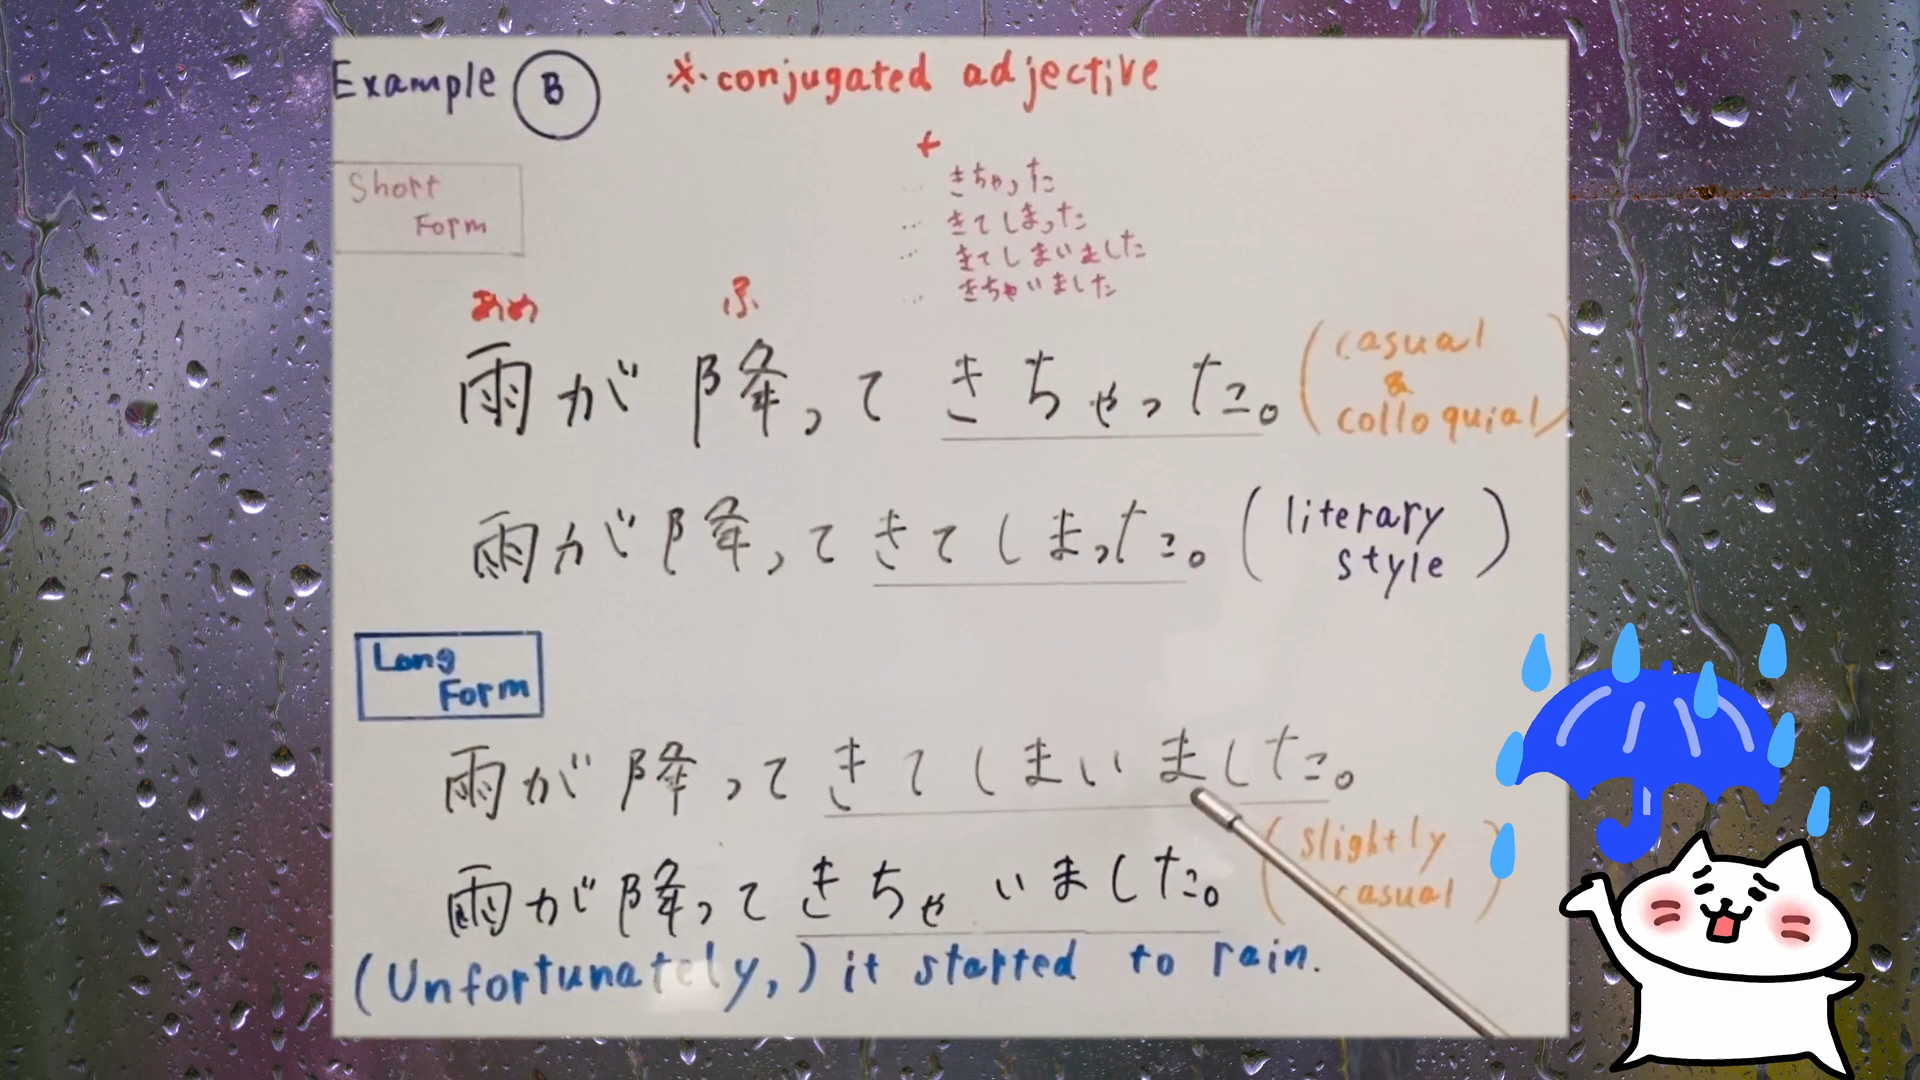 Example B ※ conjugated adjective
+
Short Form
… きちゃった
… きてしまった
… きてしまいました
… きちゃいました
あめ ふ
雨が降ってきちゃった。 (casual & colloquial)
雨が降ってきてしまった。 (literary style)
Long Form
雨が降ってきてしまいました。
雨が降ってきちゃいました。 (slightly casual)
(Unfortunately,) it started to rain.